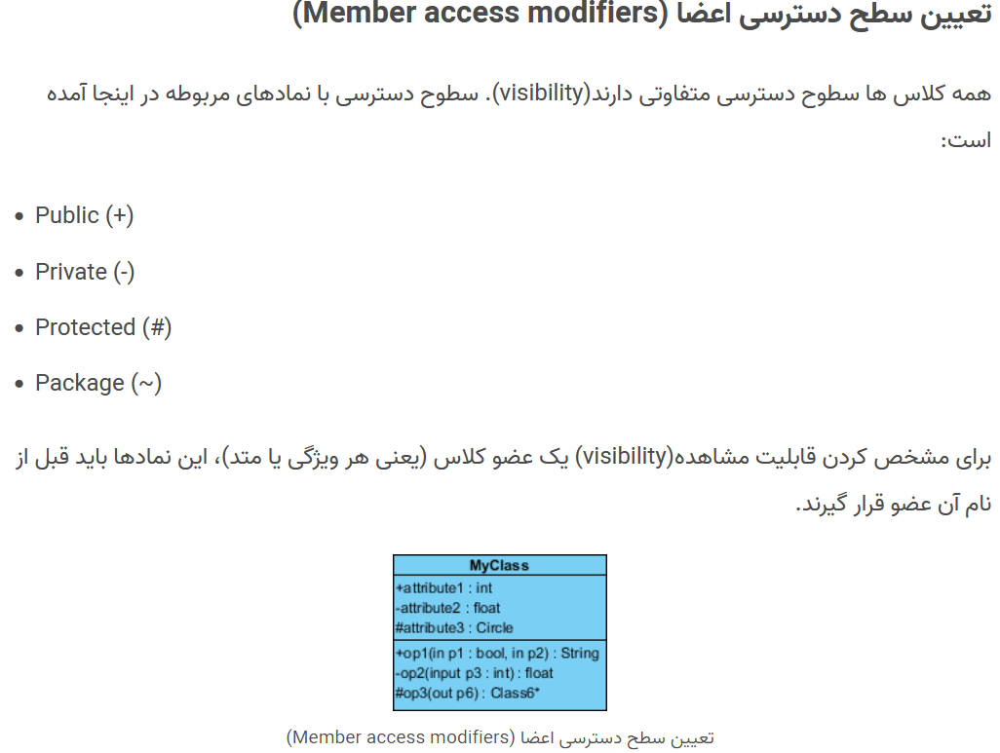 تعیین سطح دسترسی اعضا (Member access modifiers)
همه کلاس ها سطوح دسترسی متفاوتی دارند(visibility). سطوح دسترسی با نمادهای مربوطه در اینجا آمده
است:
• Public (+)
• Private (-)
• Protected (#)
• Package (~)
برای مشخص کردن قابلیت مشاهده(visibility) یک عضو کلاس (یعنی هر ویژگی یا متد)، این نمادها باید قبل از
نام آن عضو قرار گیرند.
MyClass
+attribute1 : int
-attribute2 : float
#attribute3 : Circle
+op1(in p1 : bool, in p2) : String
-op2(input p3 : int) : float
#op3(out p6) : Class6*
تعیین سطح دسترسی اعضا (Member access modifiers)